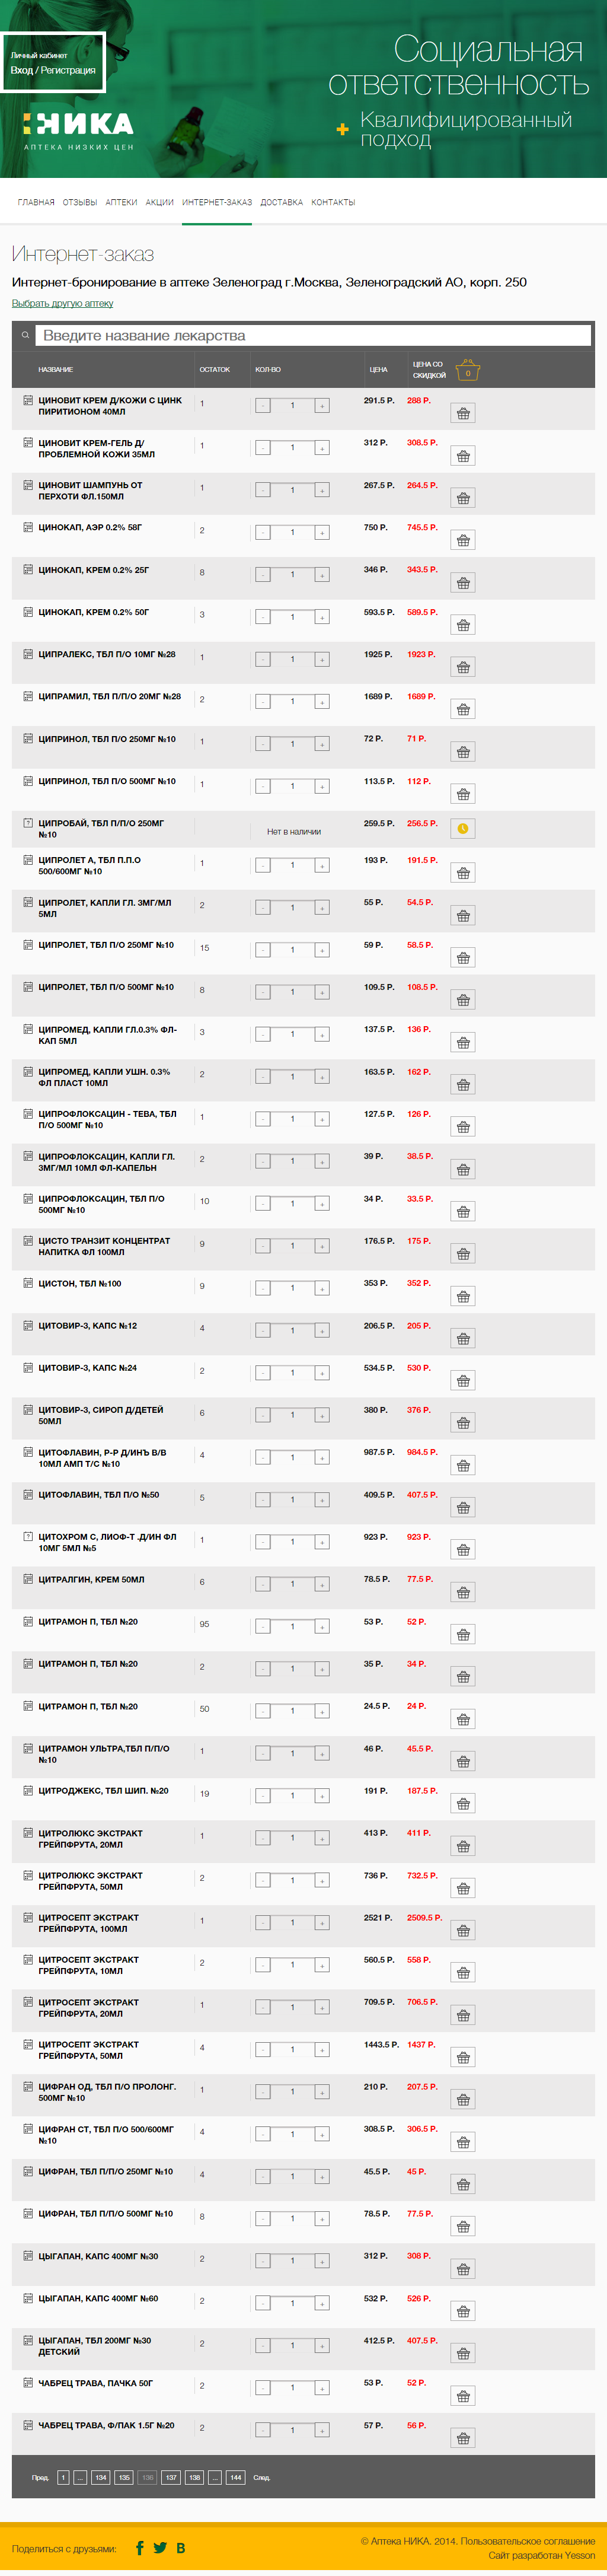 Личный кабинет
Вход / Регистрация
Социальная
ответственность
Квалифицированный
подход
НИКА
АПТЕКА НИЗКИХ ЦЕН
ГЛАВНАЯ ОТЗЫВЫ АПТЕКИ АКЦИИ ИНТЕРНЕТ-ЗАКАЗ ДОСТАВКА КОНТАКТЫ
Интернет-заказ
Интернет-бронирование в аптеке Зеленоград г.Москва, Зеленоградский АО, корп. 250
Выбрать другую аптеку
Введите название лекарства
НАЗВАНИЕ ОСТАТОК КОЛ-ВО ЦЕНА ЦЕНА СО СКИДКОЙ 0
ЦИНОВИТ КРЕМ Д/КОЖИ С ЦИНК ПИРИТИОНОМ 40МЛ 1 - 1 + 291.5 Р. 288 Р.
ЦИНОВИТ КРЕМ-ГЕЛЬ Д/ПРОБЛЕМНОЙ КОЖИ 35МЛ 1 - 1 + 312 Р. 308.5 Р.
ЦИНОВИТ ШАМПУНЬ ОТ ПЕРХОТИ ФЛ.150МЛ 1 - 1 + 267.5 Р. 264.5 Р.
ЦИНОКАП, АЭР 0.2% 58Г 2 - 1 + 750 Р. 745.5 Р.
ЦИНОКАП, КРЕМ 0.2% 25Г 8 - 1 + 346 Р. 343.5 Р.
ЦИНОКАП, КРЕМ 0.2% 50Г 3 - 1 + 593.5 Р. 589.5 Р.
ЦИПРАЛЕКС, ТБЛ П/О 10МГ №28 1 - 1 + 1925 Р. 1923 Р.
ЦИПРАМИЛ, ТБЛ П/П/О 20МГ №28 2 - 1 + 1689 Р. 1689 Р.
ЦИПРИНОЛ, ТБЛ П/О 250МГ №10 1 - 1 + 72 Р. 71 Р.
ЦИПРИНОЛ, ТБЛ П/О 500МГ №10 1 - 1 + 113.5 Р. 112 Р.
? ЦИПРОБАЙ, ТБЛ П/П/О 250МГ №10 Нет в наличии 259.5 Р. 256.5 Р.
ЦИПРОЛЕТ А, ТБЛ П.П.О 500/600МГ №10 1 - 1 + 193 Р. 191.5 Р.
ЦИПРОЛЕТ, КАПЛИ ГЛ. 3МГ/МЛ 5МЛ 2 - 1 + 55 Р. 54.5 Р.
ЦИПРОЛЕТ, ТБЛ П/О 250МГ №10 15 - 1 + 59 Р. 58.5 Р.
ЦИПРОЛЕТ, ТБЛ П/О 500МГ №10 8 - 1 + 109.5 Р. 108.5 Р.
ЦИПРОМЕД, КАПЛИ ГЛ.0.3% ФЛ-КАП 5МЛ 3 - 1 + 137.5 Р. 136 Р.
ЦИПРОМЕД, КАПЛИ УШН. 0.3% ФЛ ПЛАСТ 10МЛ 2 - 1 + 163.5 Р. 162 Р.
ЦИПРОФЛОКСАЦИН - ТЕВА, ТБЛ П/О 500МГ №10 1 - 1 + 127.5 Р. 126 Р.
ЦИПРОФЛОКСАЦИН, КАПЛИ ГЛ. 3МГ/МЛ 10МЛ ФЛ-КАПЕЛЬН 2 - 1 + 39 Р. 38.5 Р.
ЦИПРОФЛОКСАЦИН, ТБЛ П/О 500МГ №10 10 - 1 + 34 Р. 33.5 Р.
ЦИСТО ТРАНЗИТ КОНЦЕНТРАТ НАПИТКА ФЛ 100МЛ 9 - 1 + 176.5 Р. 175 Р.
ЦИСТОН, ТБЛ №100 9 - 1 + 353 Р. 352 Р.
ЦИТОВИР-3, КАПС №12 4 - 1 + 206.5 Р. 205 Р.
ЦИТОВИР-3, КАПС №24 2 - 1 + 534.5 Р. 530 Р.
ЦИТОВИР-3, СИРОП Д/ДЕТЕЙ 50МЛ 6 - 1 + 380 Р. 376 Р.
ЦИТОФЛАВИН, Р-Р Д/ИНЪ В/В 10МЛ АМП Т/С №10 4 - 1 + 987.5 Р. 984.5 Р.
ЦИТОФЛАВИН, ТБЛ П/О №50 5 - 1 + 409.5 Р. 407.5 Р.
? ЦИТОХРОМ С, ЛИОФ-Т .Д/ИН ФЛ 10МГ 5МЛ №5 1 - 1 + 923 Р. 923 Р.
ЦИТРАЛГИН, КРЕМ 50МЛ 6 - 1 + 78.5 Р. 77.5 Р.
ЦИТРАМОН П, ТБЛ №20 95 - 1 + 53 Р. 52 Р.
ЦИТРАМОН П, ТБЛ №20 2 - 1 + 35 Р. 34 Р.
ЦИТРАМОН П, ТБЛ №20 50 - 1 + 24.5 Р. 24 Р.
ЦИТРАМОН УЛЬТРА,ТБЛ П/П/О №10 1 - 1 + 46 Р. 45.5 Р.
ЦИТРОДЖЕКС, ТБЛ ШИП. №20 19 - 1 + 191 Р. 187.5 Р.
ЦИТРОЛЮКС ЭКСТРАКТ ГРЕЙПФРУТА, 20МЛ 1 - 1 + 413 Р. 411 Р.
ЦИТРОЛЮКС ЭКСТРАКТ ГРЕЙПФРУТА, 50МЛ 2 - 1 + 736 Р. 732.5 Р.
ЦИТРОСЕПТ ЭКСТРАКТ ГРЕЙПФРУТА, 100МЛ 1 - 1 + 2521 Р. 2509.5 Р.
ЦИТРОСЕПТ ЭКСТРАКТ ГРЕЙПФРУТА, 10МЛ 2 - 1 + 560.5 Р. 558 Р.
ЦИТРОСЕПТ ЭКСТРАКТ ГРЕЙПФРУТА, 20МЛ 1 - 1 + 709.5 Р. 706.5 Р.
ЦИТРОСЕПТ ЭКСТРАКТ ГРЕЙПФРУТА, 50МЛ 4 - 1 + 1443.5 Р. 1437 Р.
ЦИФРАН ОД, ТБЛ П/О ПРОЛОНГ. 500МГ №10 1 - 1 + 210 Р. 207.5 Р.
ЦИФРАН СТ, ТБЛ П/О 500/600МГ №10 4 - 1 + 308.5 Р. 306.5 Р.
ЦИФРАН, ТБЛ П/П/О 250МГ №10 4 - 1 + 45.5 Р. 45 Р.
ЦИФРАН, ТБЛ П/П/О 500МГ №10 8 - 1 + 78.5 Р. 77.5 Р.
ЦЫГАПАН, КАПС 400МГ №30 2 - 1 + 312 Р. 308 Р.
ЦЫГАПАН, КАПС 400МГ №60 2 - 1 + 532 Р. 526 Р.
ЦЫГАПАН, ТБЛ 200МГ №30 ДЕТСКИЙ 2 - 1 + 412.5 Р. 407.5 Р.
ЧАБРЕЦ ТРАВА, ПАЧКА 50Г 2 - 1 + 53 Р. 52 Р.
ЧАБРЕЦ ТРАВА, Ф/ПАК 1.5Г №20 2 - 1 + 57 Р. 56 Р.
Пред. 1 ... 134 135 136 137 138 ... 144 След.
Поделиться с друзьями:
© Аптека НИКА. 2014. Пользовательское соглашение
Сайт разработан Yesson